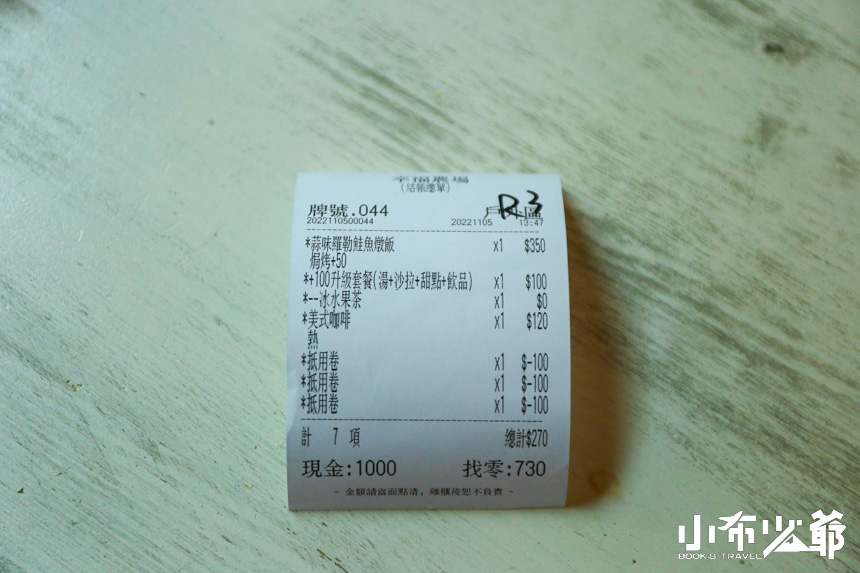 幸福農場
(結帳總單)
R3
牌號.044 戶外區
2022110500044 20221105 13:47
*蒜味羅勒鮭魚燉飯 x1 $350
焗烤+50
*+100升級套餐(湯+沙拉+甜點+飲品) x1 $100
*--冰水果茶 x1 $0
*美式咖啡 x1 $120
熱
*抵用卷 x1 $-100
*抵用卷 x1 $-100
*抵用卷 x1 $-100
計 7 項 總計$270
現金:1000 找零:730
- 金額請當面點清, 離櫃後恕不負責 -
小布少爺
BOOK.S-TRAVEL